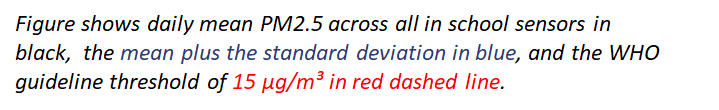 Figure shows daily mean PM2.5 across all in school sensors in
black, the mean plus the standard deviation in blue, and the WHO
guideline threshold of 15 µg/m³ in red dashed line.